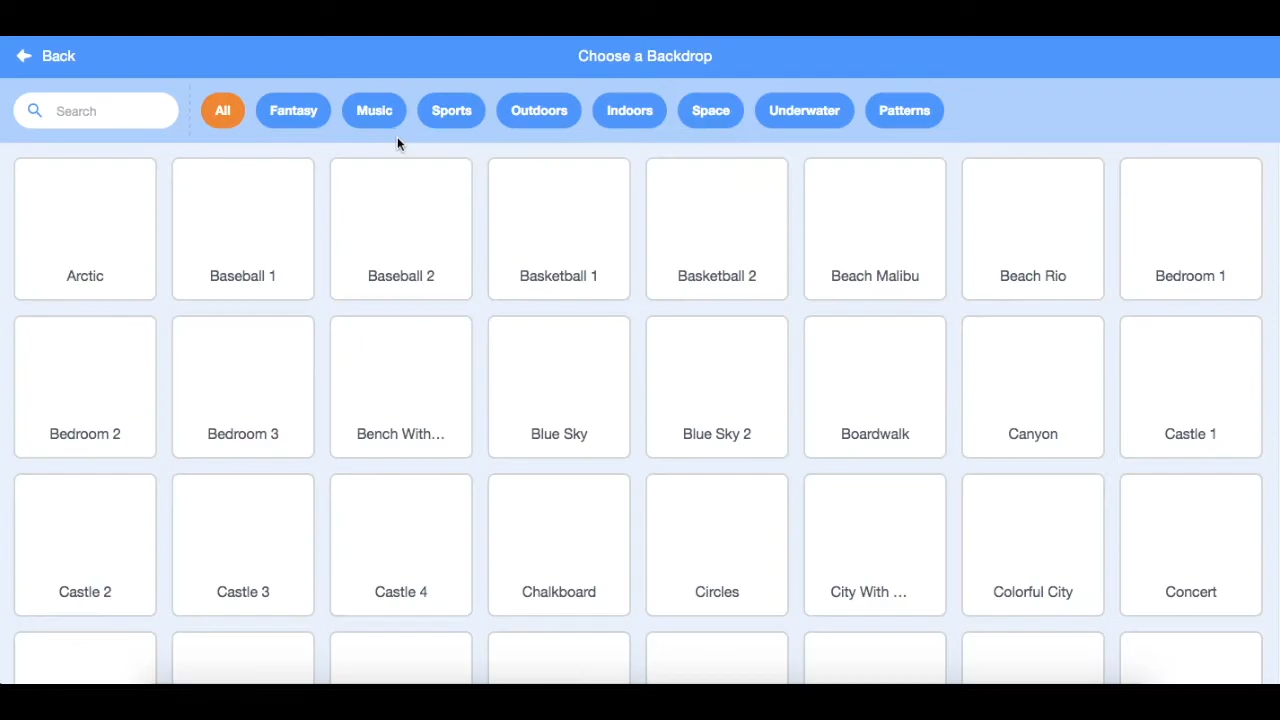 Back
Choose a Backdrop
Search
All
Fantasy
Music
Sports
Outdoors
Indoors
Space
Underwater
Patterns
Arctic
Baseball 1
Baseball 2
Basketball 1
Basketball 2
Beach Malibu
Beach Rio
Bedroom 1
Bedroom 2
Bedroom 3
Bench With...
Blue Sky
Blue Sky 2
Boardwalk
Canyon
Castle 1
Castle 2
Castle 3
Castle 4
Chalkboard
Circles
City With ...
Colorful City
Concert